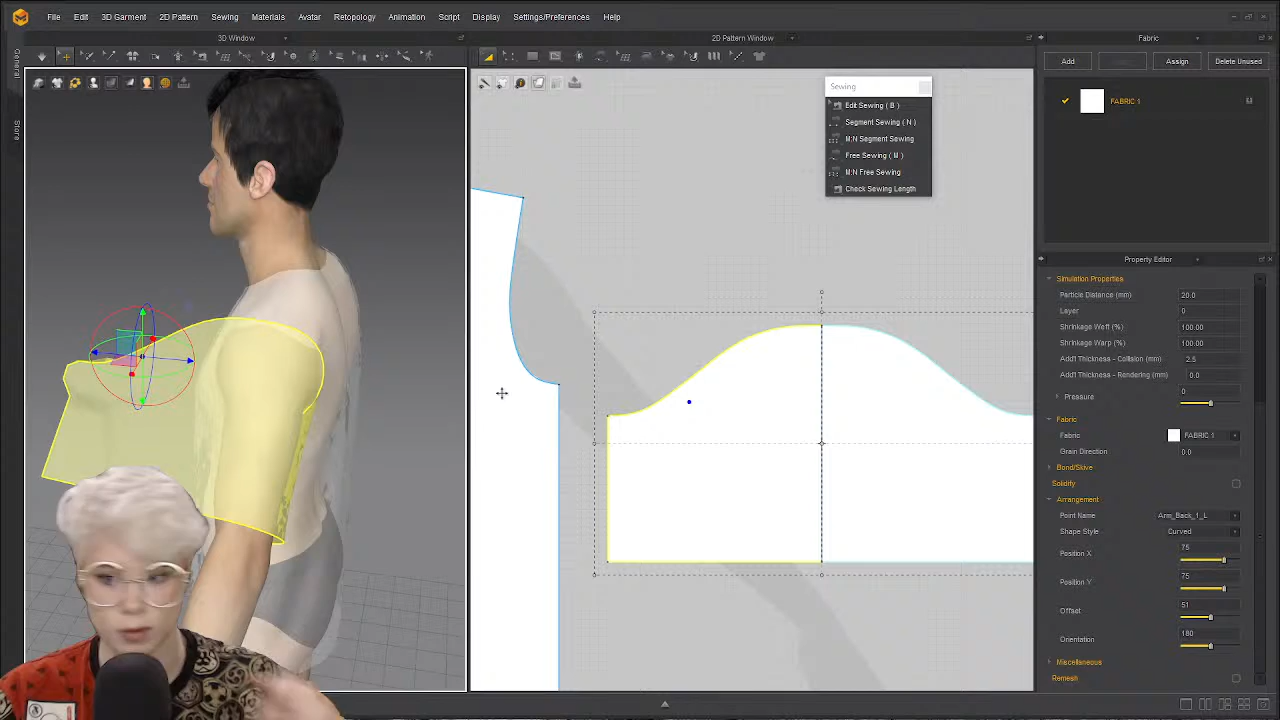 File Edit 3D Garment 2D Pattern Sewing Materials Avatar Retopology Animation Script Display Settings/Preferences Help
3D Window
2D Pattern Window
Fabric
General
Store
Add
Assign
Delete Unused
FABRIC 1
Sewing
Edit Sewing ( B )
Segment Sewing ( N )
M:N Segment Sewing
Free Sewing ( M )
M:N Free Sewing
Check Sewing Length
Property Editor
Simulation Properties
Particle Distance (mm) 20.0
Layer 0
Shrinkage Weft (%) 100.00
Shrinkage Warp (%) 100.00
Add'l Thickness - Collision (mm) 2.5
Add'l Thickness - Rendering (mm) 0.0
Pressure 0
Fabric
Fabric FABRIC 1
Grain Direction 0.0
Bond/Skive
Solidify
Arrangement
Point Name Arm_Back_1_L
Shape Style Curved
Position X 75
Position Y 75
Offset 51
Orientation 180
Miscellaneous
Remesh